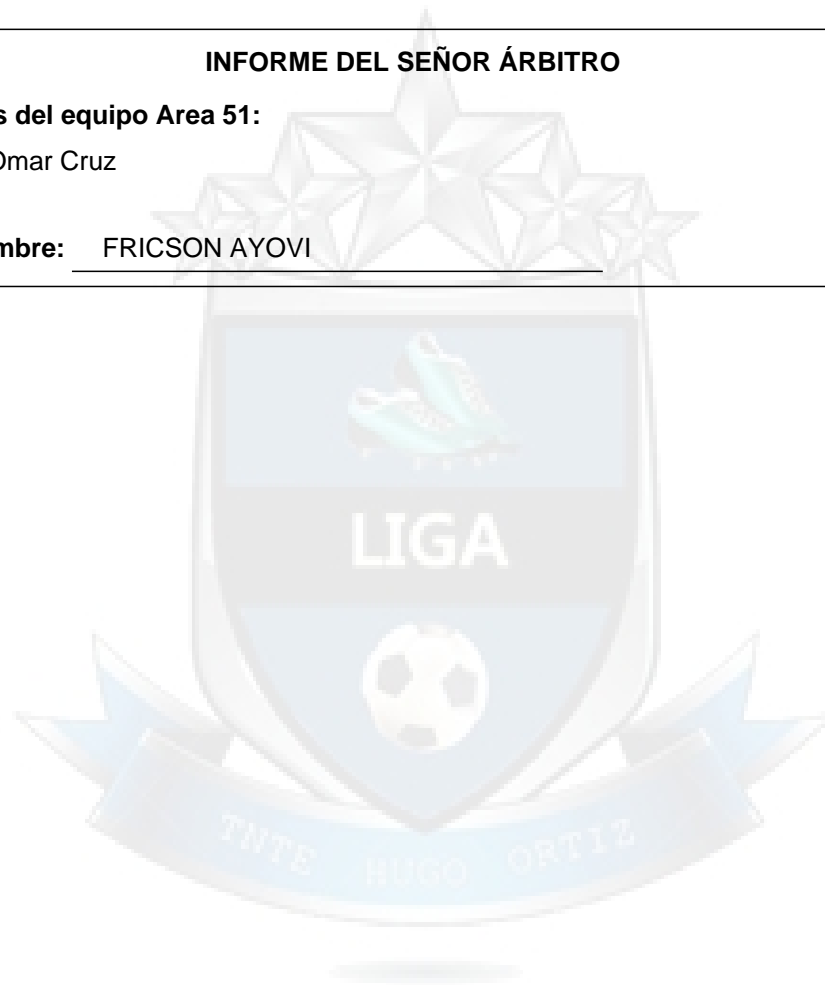 INFORME DEL SEÑOR ÁRBITRO
s del equipo Area 51:
Omar Cruz
mbre: FRICSON AYOVI
LIGA
TNTE HUGO ORTIZ